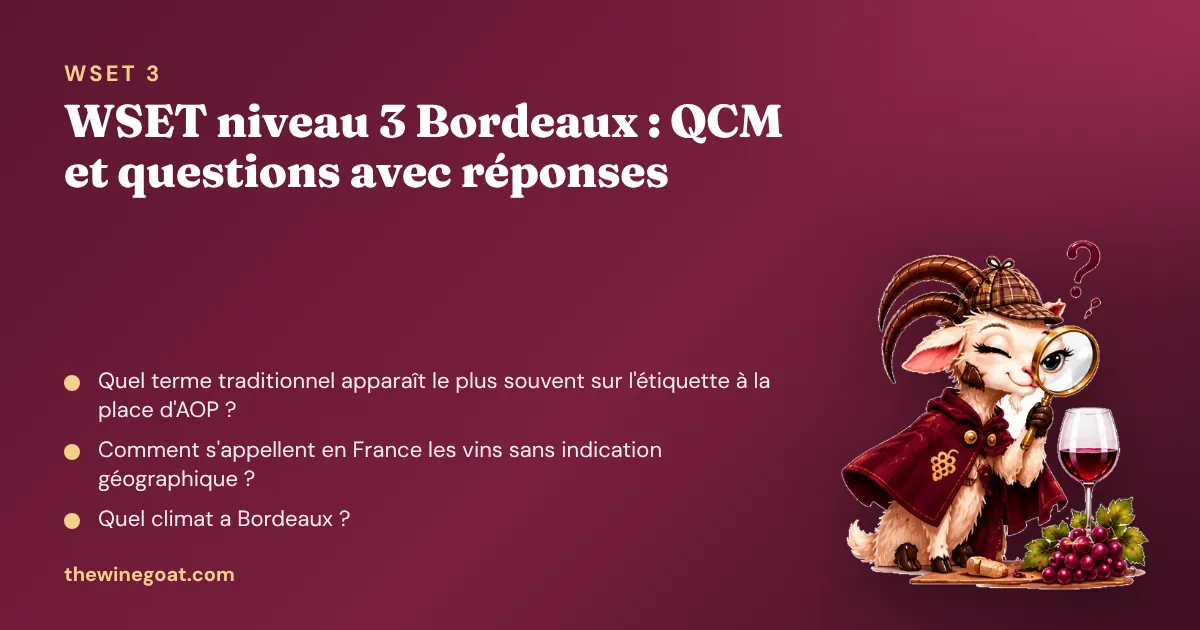 WSET 3
WSET niveau 3 Bordeaux : QCM
et questions avec réponses
Quel terme traditionnel apparaît le plus souvent sur l'étiquette à la
place d'AOP ?
Comment s'appellent en France les vins sans indication
géographique ?
Quel climat a Bordeaux ?
thewinegoat.com